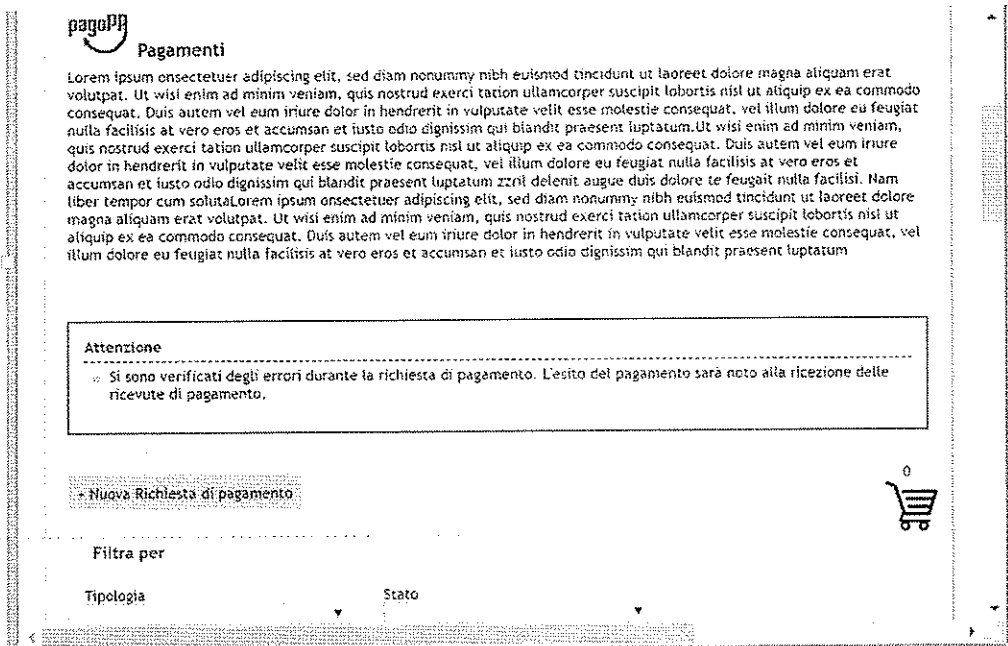 pagoPA
Pagamenti
Lorem ipsum onsectetuer adipiscing elit, sed diam nonummy nibh euismod tincidunt ut laoreet dolore magna aliquam erat
volutpat. Ut wisi enim ad minim veniam, quis nostrud exerci tation ullamcorper suscipit lobortis nisl ut aliquip ex ea commodo
consequat. Duis autem vel eum iriure dolor in hendrerit in vulputate velit esse molestie consequat, vel illum dolore eu feugiat
nulla facilisis at vero eros et accumsan et iusto odio dignissim qui blandit praesent luptatum.Ut wisi enim ad minim veniam,
quis nostrud exerci tation ullamcorper suscipit lobortis nisl ut aliquip ex ea commodo consequat. Duis autem vel eum iriure
dolor in hendrerit in vulputate velit esse molestie consequat, vel illum dolore eu feugiat nulla facilisis at vero eros et
accumsan et iusto odio dignissim qui blandit praesent luptatum zzril delenit augue duis dolore te feugait nulla facilisi. Nam
liber tempor cum solutaLorem ipsum onsectetuer adipiscing elit, sed diam nonummy nibh euismod tincidunt ut laoreet dolore
magna aliquam erat volutpat. Ut wisi enim ad minim veniam, quis nostrud exerci tation ullamcorper suscipit lobortis nisl ut
aliquip ex ea commodo consequat. Duis autem vel eum iriure dolor in hendrerit in vulputate velit esse molestie consequat, vel
illum dolore eu feugiat nulla facilisis at vero eros et accumsan et iusto odio dignissim qui blandit praesent luptatum
Attenzione
Si sono verificati degli errori durante la richiesta di pagamento. L'esito del pagamento sarà noto alla ricezione delle
ricevute di pagamento.
0
+ Nuova Richiesta di pagamento
Filtra per
Tipologia Stato